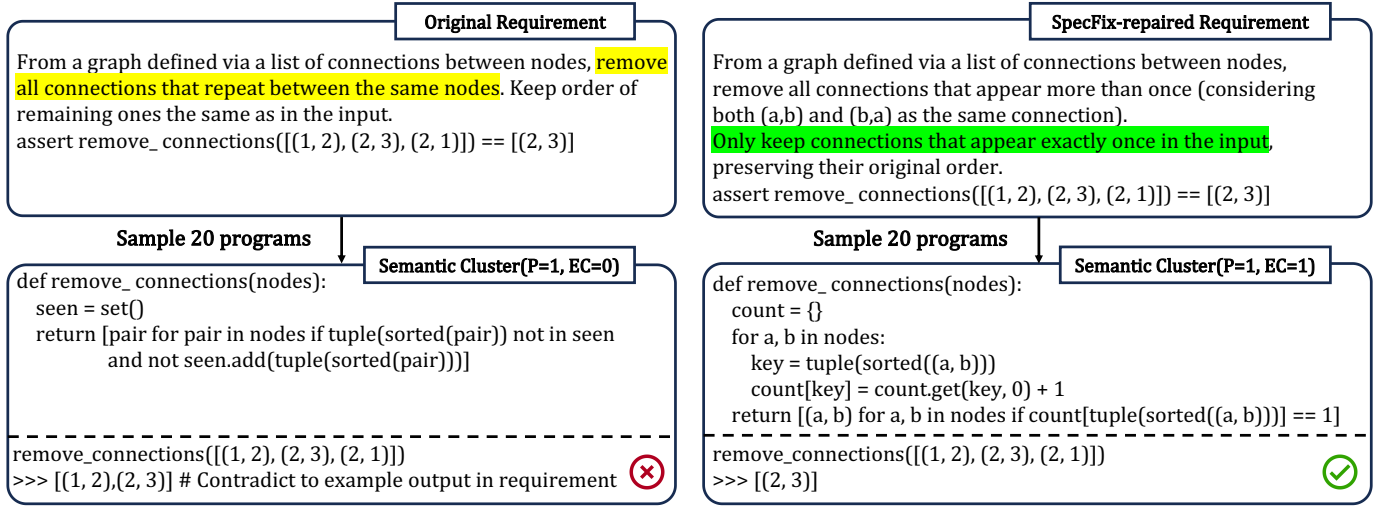 Original Requirement
From a graph defined via a list of connections between nodes, remove
all connections that repeat between the same nodes. Keep order of
remaining ones the same as in the input.
assert remove_ connections([(1, 2), (2, 3), (2, 1)]) == [(2, 3)]
Sample 20 programs
Semantic Cluster(P=1, EC=0)
def remove_ connections(nodes):
seen = set()
return [pair for pair in nodes if tuple(sorted(pair)) not in seen
and not seen.add(tuple(sorted(pair)))]
remove_connections([(1, 2), (2, 3), (2, 1)])
>>> [(1, 2),(2, 3)] # Contradict to example output in requirement
SpecFix-repaired Requirement
From a graph defined via a list of connections between nodes,
remove all connections that appear more than once (considering
both (a,b) and (b,a) as the same connection).
Only keep connections that appear exactly once in the input,
preserving their original order.
assert remove_ connections([(1, 2), (2, 3), (2, 1)]) == [(2, 3)]
Sample 20 programs
Semantic Cluster(P=1, EC=1)
def remove_ connections(nodes):
count = {}
for a, b in nodes:
key = tuple(sorted((a, b)))
count[key] = count.get(key, 0) + 1
return [(a, b) for a, b in nodes if count[tuple(sorted((a, b)))] == 1]
remove_connections([(1, 2), (2, 3), (2, 1)])
>>> [(2, 3)]